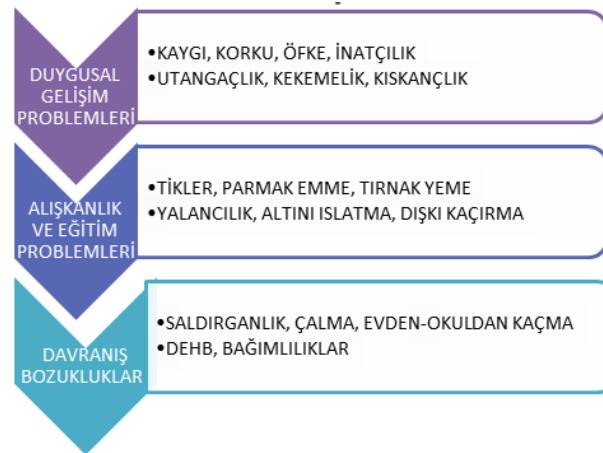 DUYGUSAL
GELİŞİM
PROBLEMLERİ
•KAYGI, KORKU, ÖFKE, İNATÇILIK
•UTANGAÇLIK, KEKEMELİK, KISKANÇLIK
ALIŞKANLIK
VE EĞİTİM
PROBLEMLERİ
•TİKLER, PARMAK EMME, TIRNAK YEME
•YALANCILIK, ALTINI ISLATMA, DIŞKI KAÇIRMA
DAVRANIŞ
BOZUKLUKLAR
•SALDIRGANLIK, ÇALMA, EVDEN-OKULDAN KAÇMA
•DEHB, BAĞIMLILIKLAR